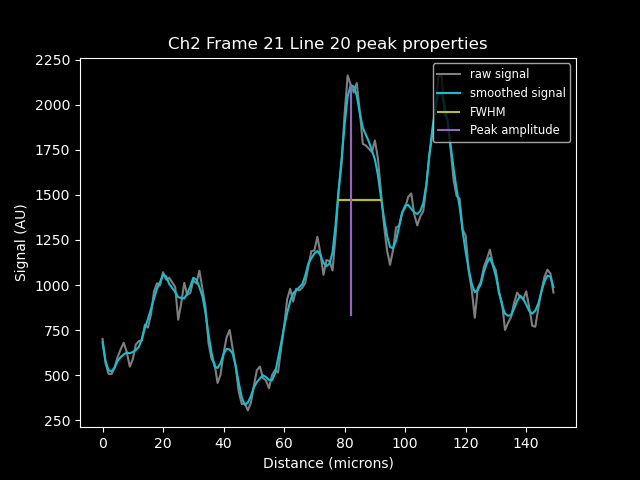 Ch2 Frame 21 Line 20 peak properties
raw signal
smoothed signal
FWHM
Peak amplitude
Signal (AU)
2250
2000
1750
1500
1250
1000
750
500
250
0 20 40 60 80 100 120 140
Distance (microns)